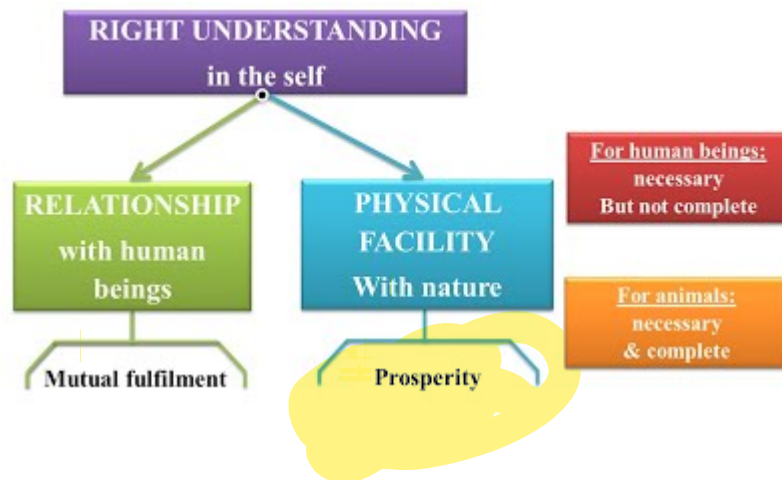 RIGHT UNDERSTANDING
in the self
RELATIONSHIP
with human
beings
Mutual fulfilment
PHYSICAL
FACILITY
With nature
Prosperity
For human beings:
necessary
But not complete
For animals:
necessary
& complete